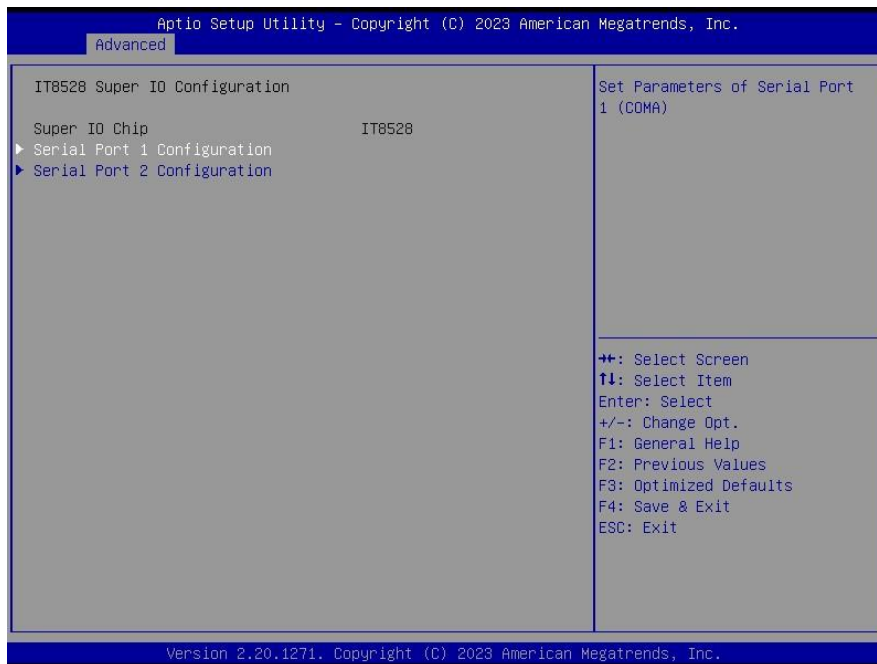 Aptio Setup Utility – Copyright (C) 2023 American Megatrends, Inc.
Advanced
IT8528 Super IO Configuration
Super IO Chip IT8528
Serial Port 1 Configuration
Serial Port 2 Configuration
Set Parameters of Serial Port
1 (COMA)
→←: Select Screen
↑↓: Select Item
Enter: Select
+/-: Change Opt.
F1: General Help
F2: Previous Values
F3: Optimized Defaults
F4: Save & Exit
ESC: Exit
Version 2.20.1271. Copyright (C) 2023 American Megatrends, Inc.